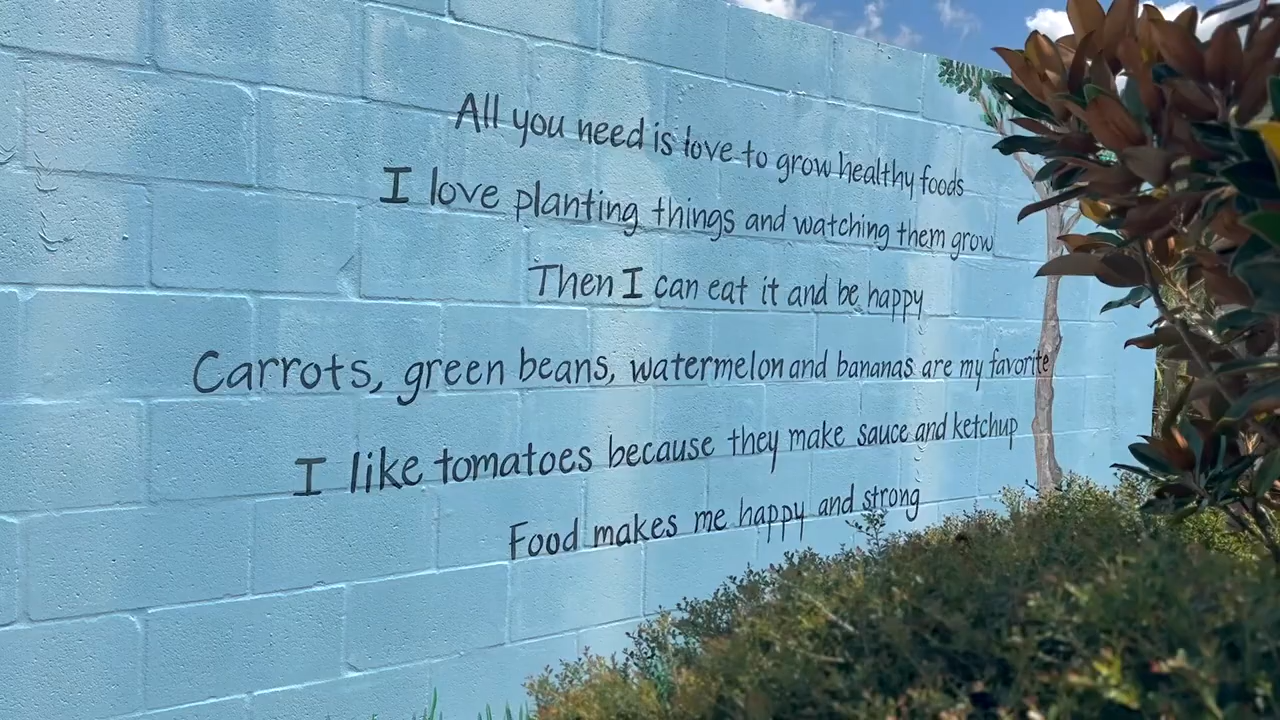 All you need is love to grow healthy foods
I love planting things and watching them grow
Then I can eat it and be happy
Carrots, green beans, watermelon and bananas are my favorite
I like tomatoes because they make sauce and ketchup
Food makes me happy and strong